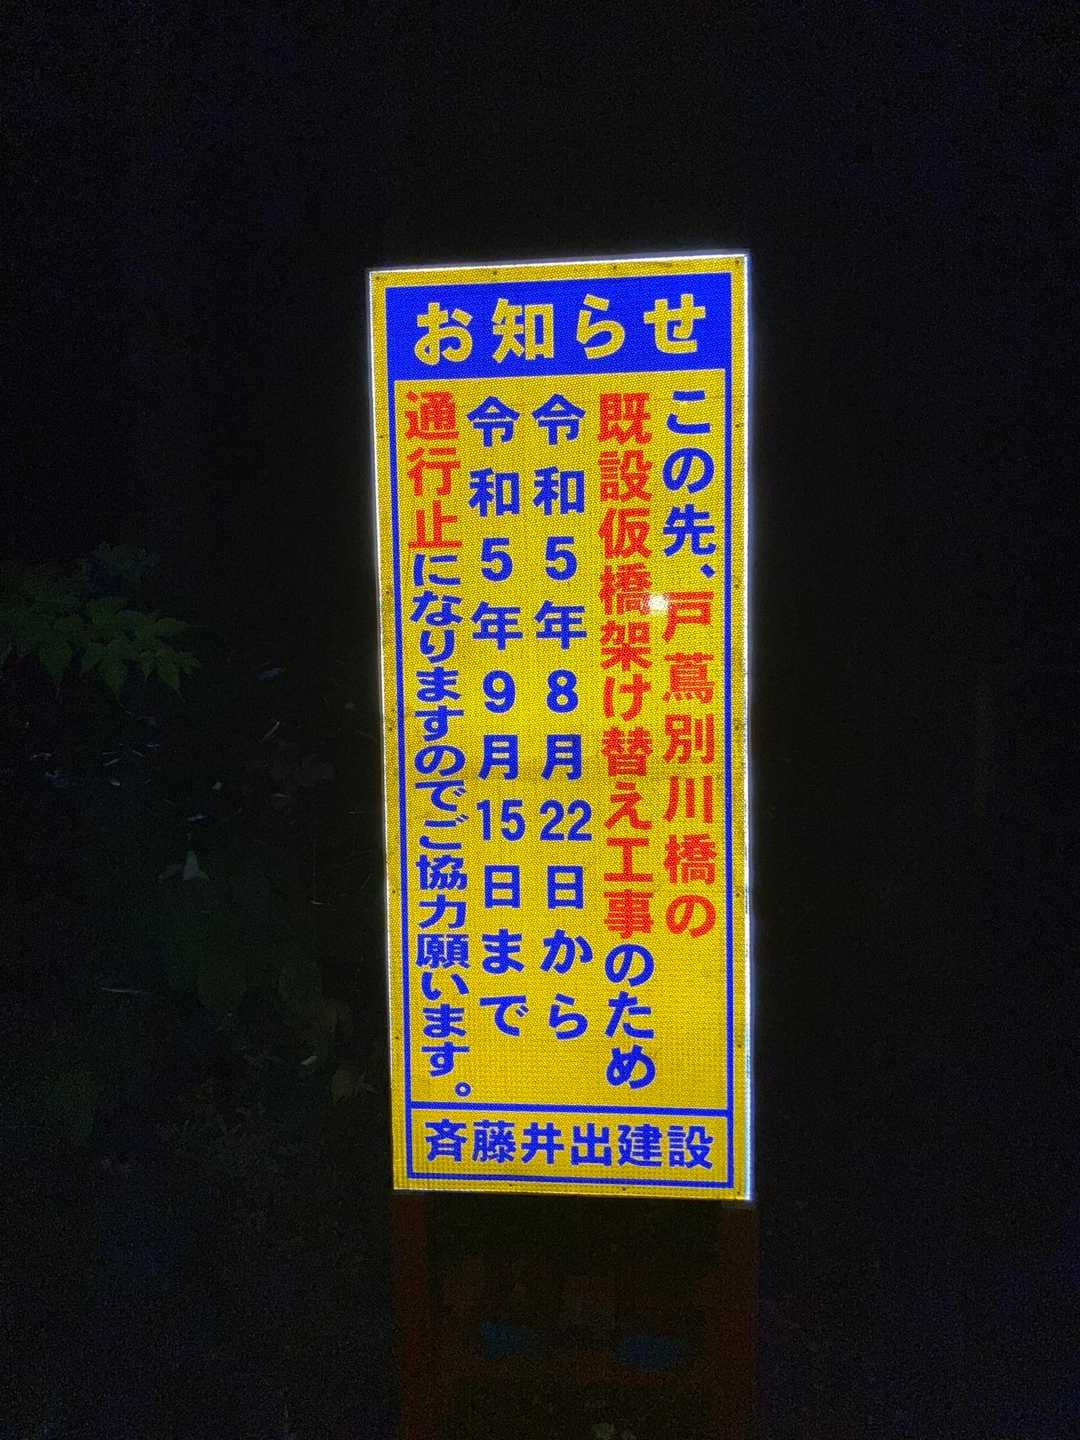 お知らせ
この先、戸蔦別川橋の
既設仮橋架け替え工事のため
令和5年8月22日から
令和5年9月15日まで
通行止になりますのでご協力願います。
斉藤井出建設